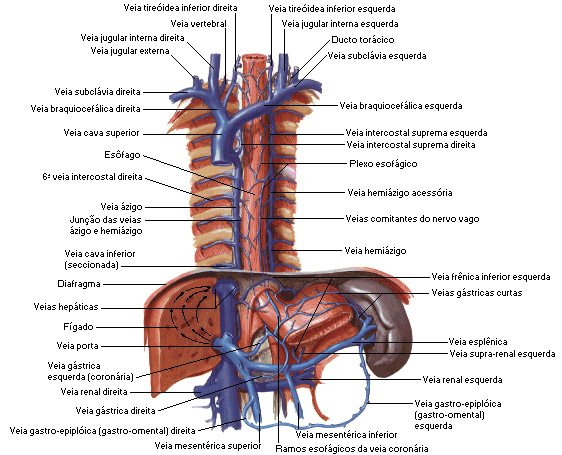 Veia tireóidea inferior direita
Veia tireóidea inferior esquerda
Veia vertebral
Veia jugular interna esquerda
Veia jugular interna direita
Ducto torácico
Veia jugular externa
Veia subclávia esquerda
Veia subclávia direita
Veia braquiocefálica direita
Veia braquiocefálica esquerda
Veia cava superior
Veia intercostal suprema esquerda
Veia intercostal suprema direita
Esôfago
Plexo esofágico
6ª veia intercostal direita
Veia hemiázigo acessória
Veia ázigo
Junção das veias
ázigo e hemiázigo
Veias comitantes do nervo vago
Veia cava inferior
(seccionada)
Veia hemiázigo
Diafragma
Veia frênica inferior esquerda
Veias gástricas curtas
Veias hepáticas
Fígado
Veia porta
Veia esplênica
Veia supra-renal esquerda
Veia gástrica
esquerda (coronária)
Veia renal esquerda
Veia renal direita
Veia gástrica direita
Veia gastro-epiplóica
(gastro-omental)
esquerda
Veia gastro-epiplóica (gastro-omental) direita
Veia mesentérica inferior
Veia mesentérica superior
Ramos esofágicos da veia coronária